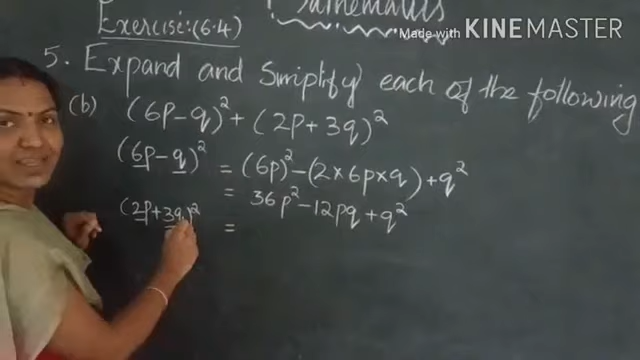 Mathematics
Made with KINEMASTER
Exercise:(6.4)
5. Expand and Simplify each of the following
(b) (6p-q)² + (2p+3q)²
(6p-q)² = (6p)² - (2×6p×q) + q²
= 36p² - 12pq + q²
(2p+3q)² =